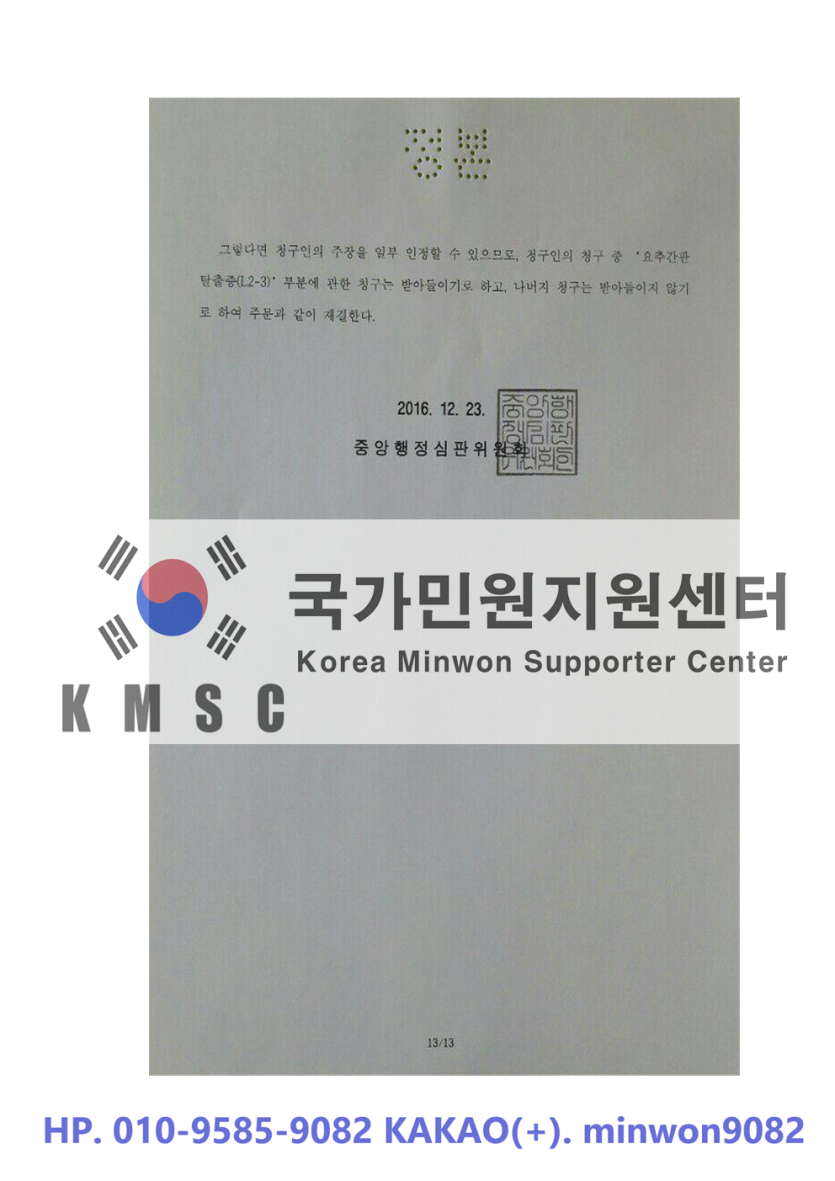 정본
그렇다면 청구인의 주장을 일부 인정할 수 있으므로, 청구인의 청구 중 '요추간판
탈출증(L2-3)' 부분에 관한 청구는 받아들이기로 하고, 나머지 청구는 받아들이지 않기
로 하여 주문과 같이 재결한다.
2016. 12. 23.
중앙행정심판위원회
국가민원지원센터
Korea Minwon Supporter Center
KMSC
13/13
HP. 010-9585-9082 KAKAO(+). minwon9082